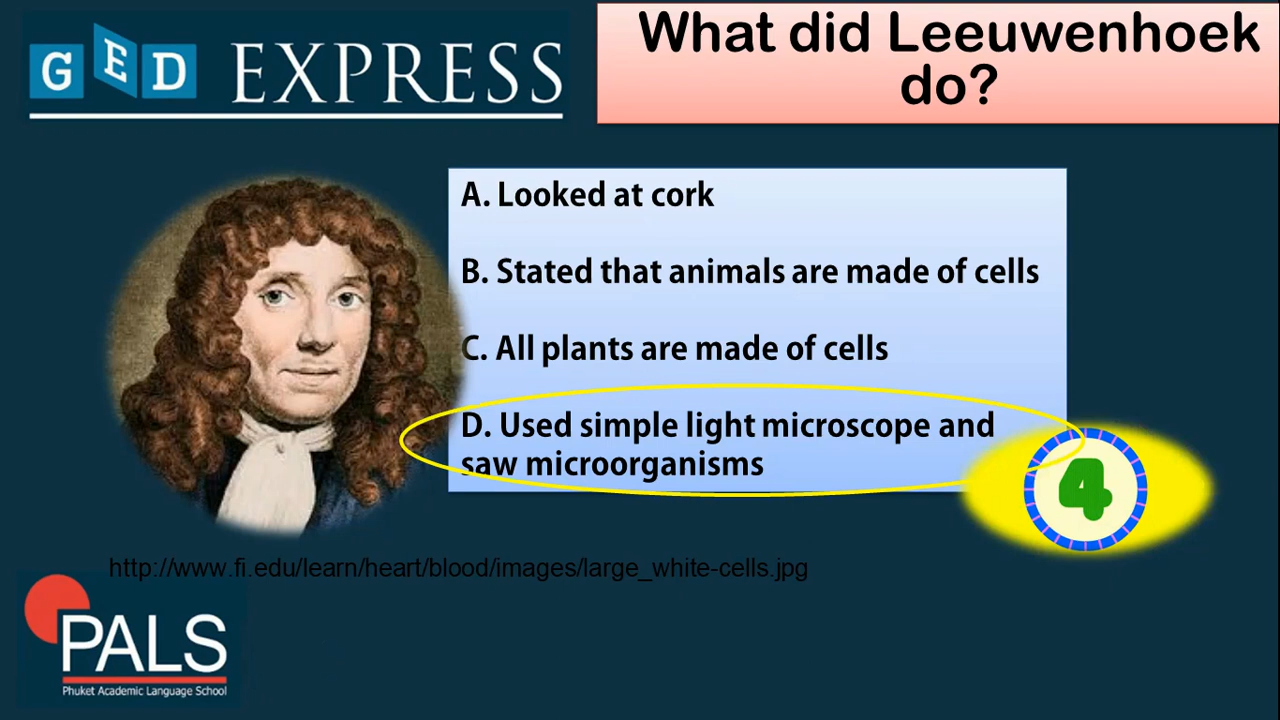 GED EXPRESS
What did Leeuwenhoek
do?
A. Looked at cork
B. Stated that animals are made of cells
C. All plants are made of cells
D. Used simple light microscope and
saw microorganisms
4
http://www.fi.edu/learn/heart/blood/images/large_white-cells.jpg
PALS
Phuket Academic Language School